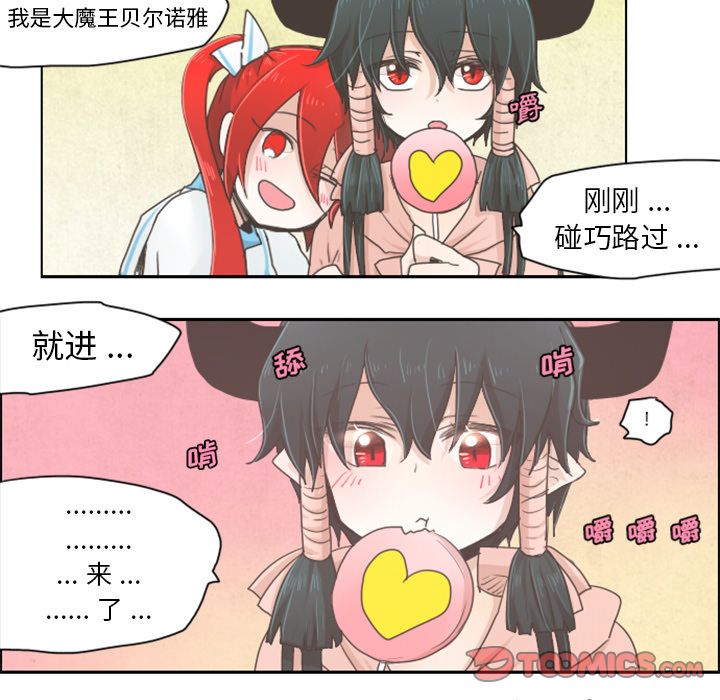 我是大魔王贝尔诺雅
嚼
刚刚 ...
碰巧路过 ...
就进 ...
舔
啃
!
啃
.........
.........
... 来 ...
...... 了 ...
嚼 嚼 嚼
BTOOMICS.COM